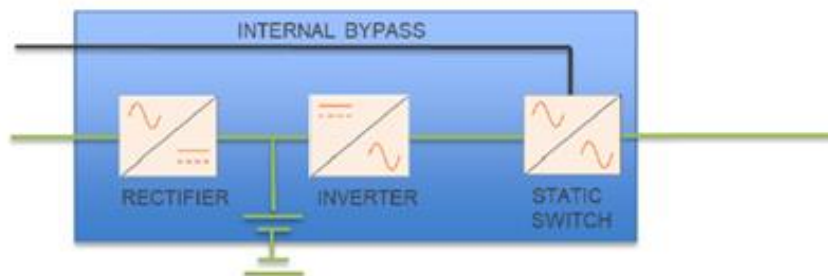 INTERNAL BYPASS
RECTIFIER
INVERTER
STATIC
SWITCH